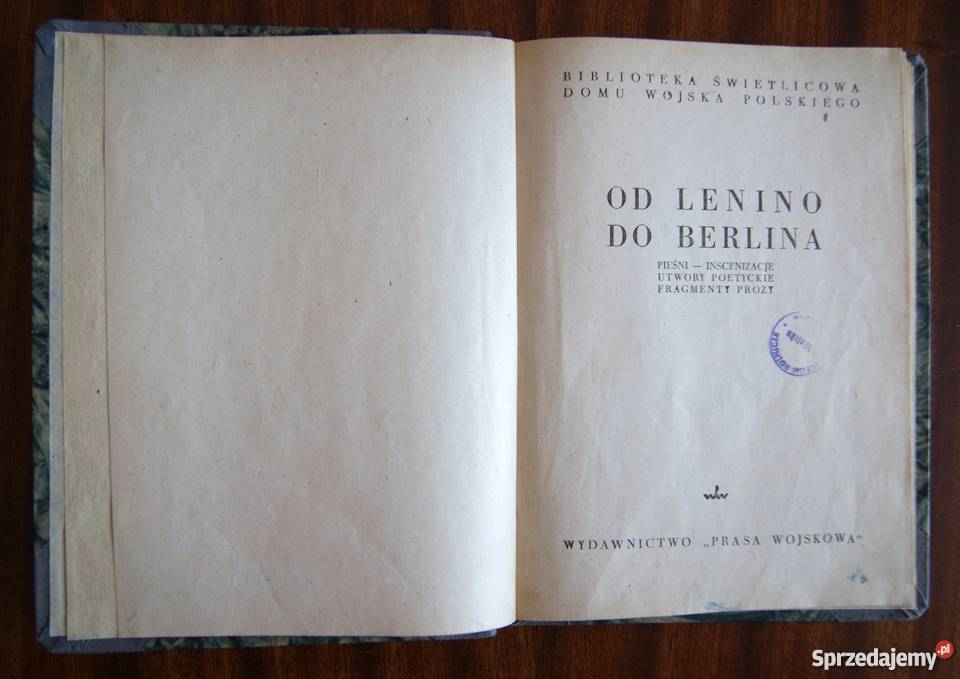 BIBLIOTEKA ŚWIETLICOWA
DOMU WOJSKA POLSKIEGO
OD LENINO
DO BERLINA
PIEŚNI — INSCENIZACJE
UTWORY POETYCKIE
FRAGMENTY PROZY
WYDAWNICTWO „PRASA WOJSKOWA“
Sprzedajemy.pl